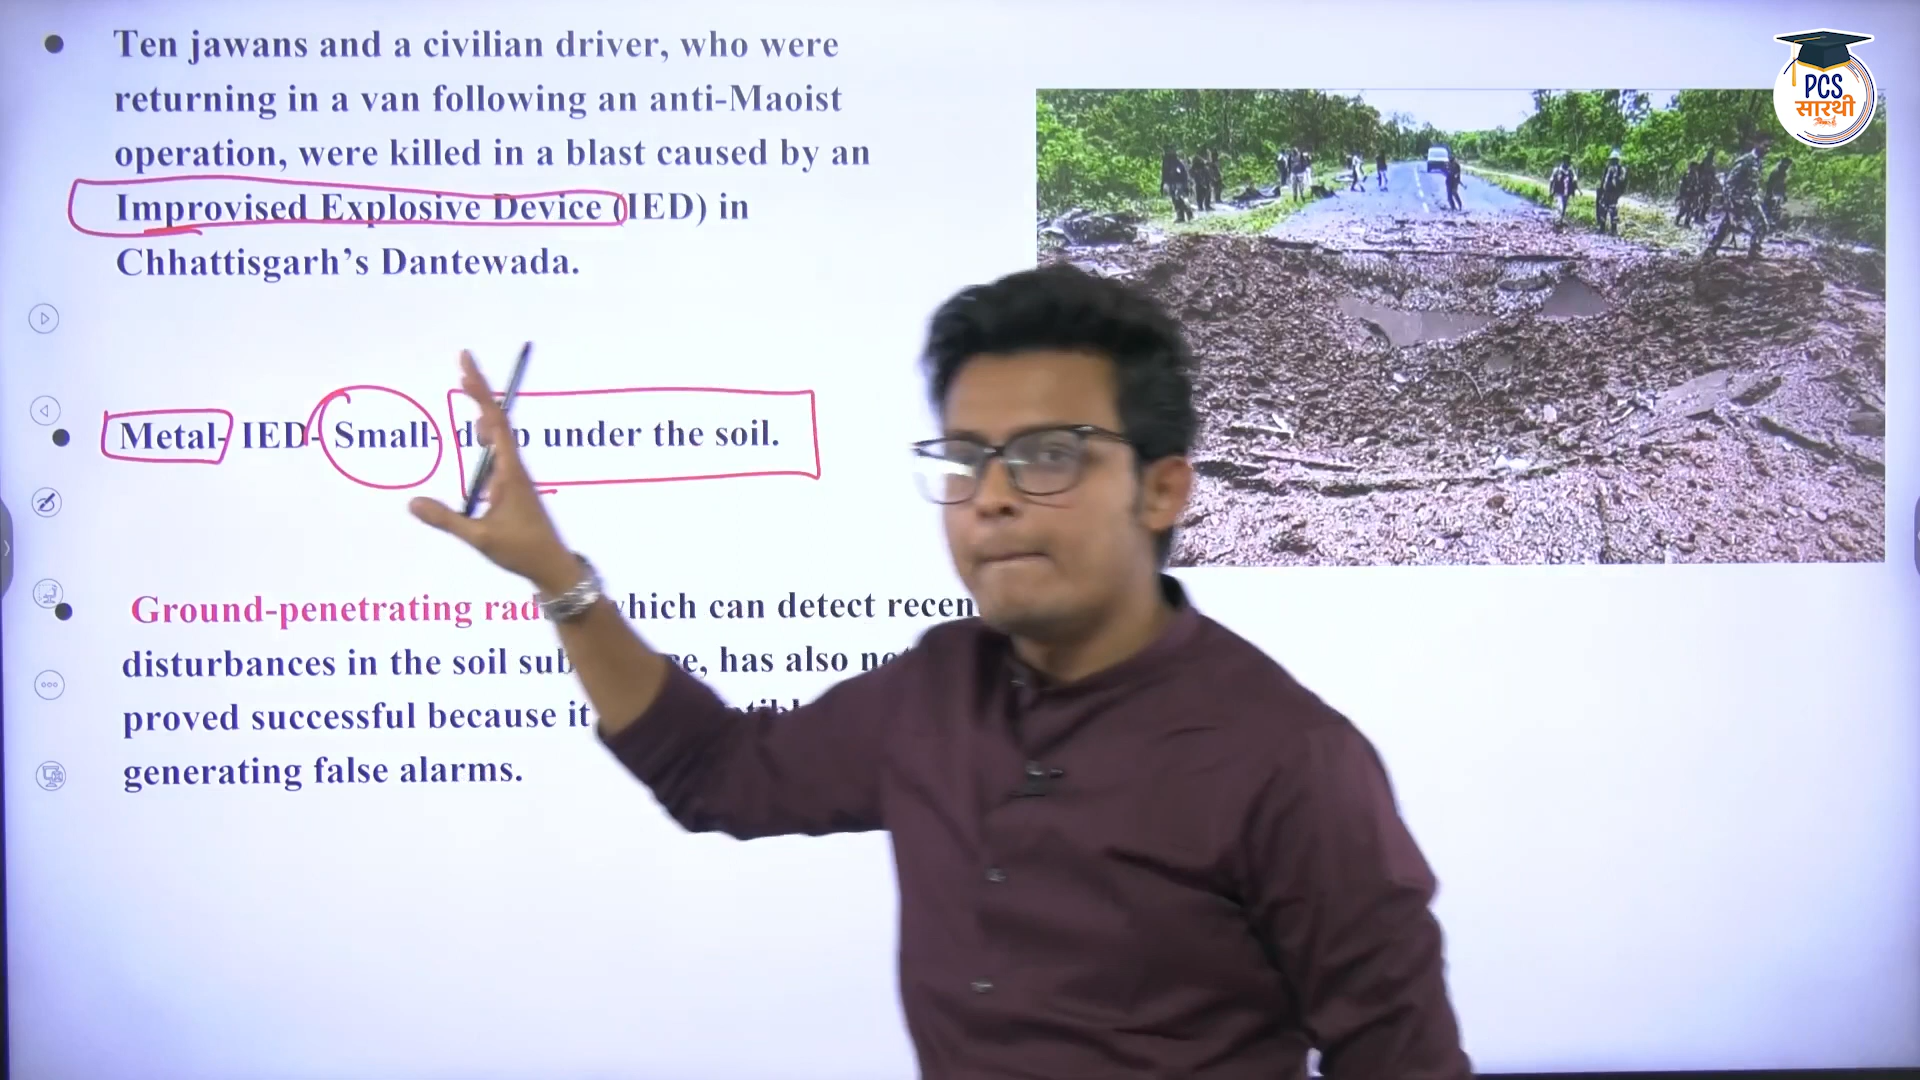 Ten jawans and a civilian driver, who were
returning in a van following an anti-Maoist
operation, were killed in a blast caused by an
Improvised Explosive Device (IED) in
Chhattisgarh’s Dantewada.
Metal- IED- Small- under the soil.
Ground-penetrating which can detect
disturbances in the soil has also
proved successful because it
generating false alarms.
PCS
सारथी